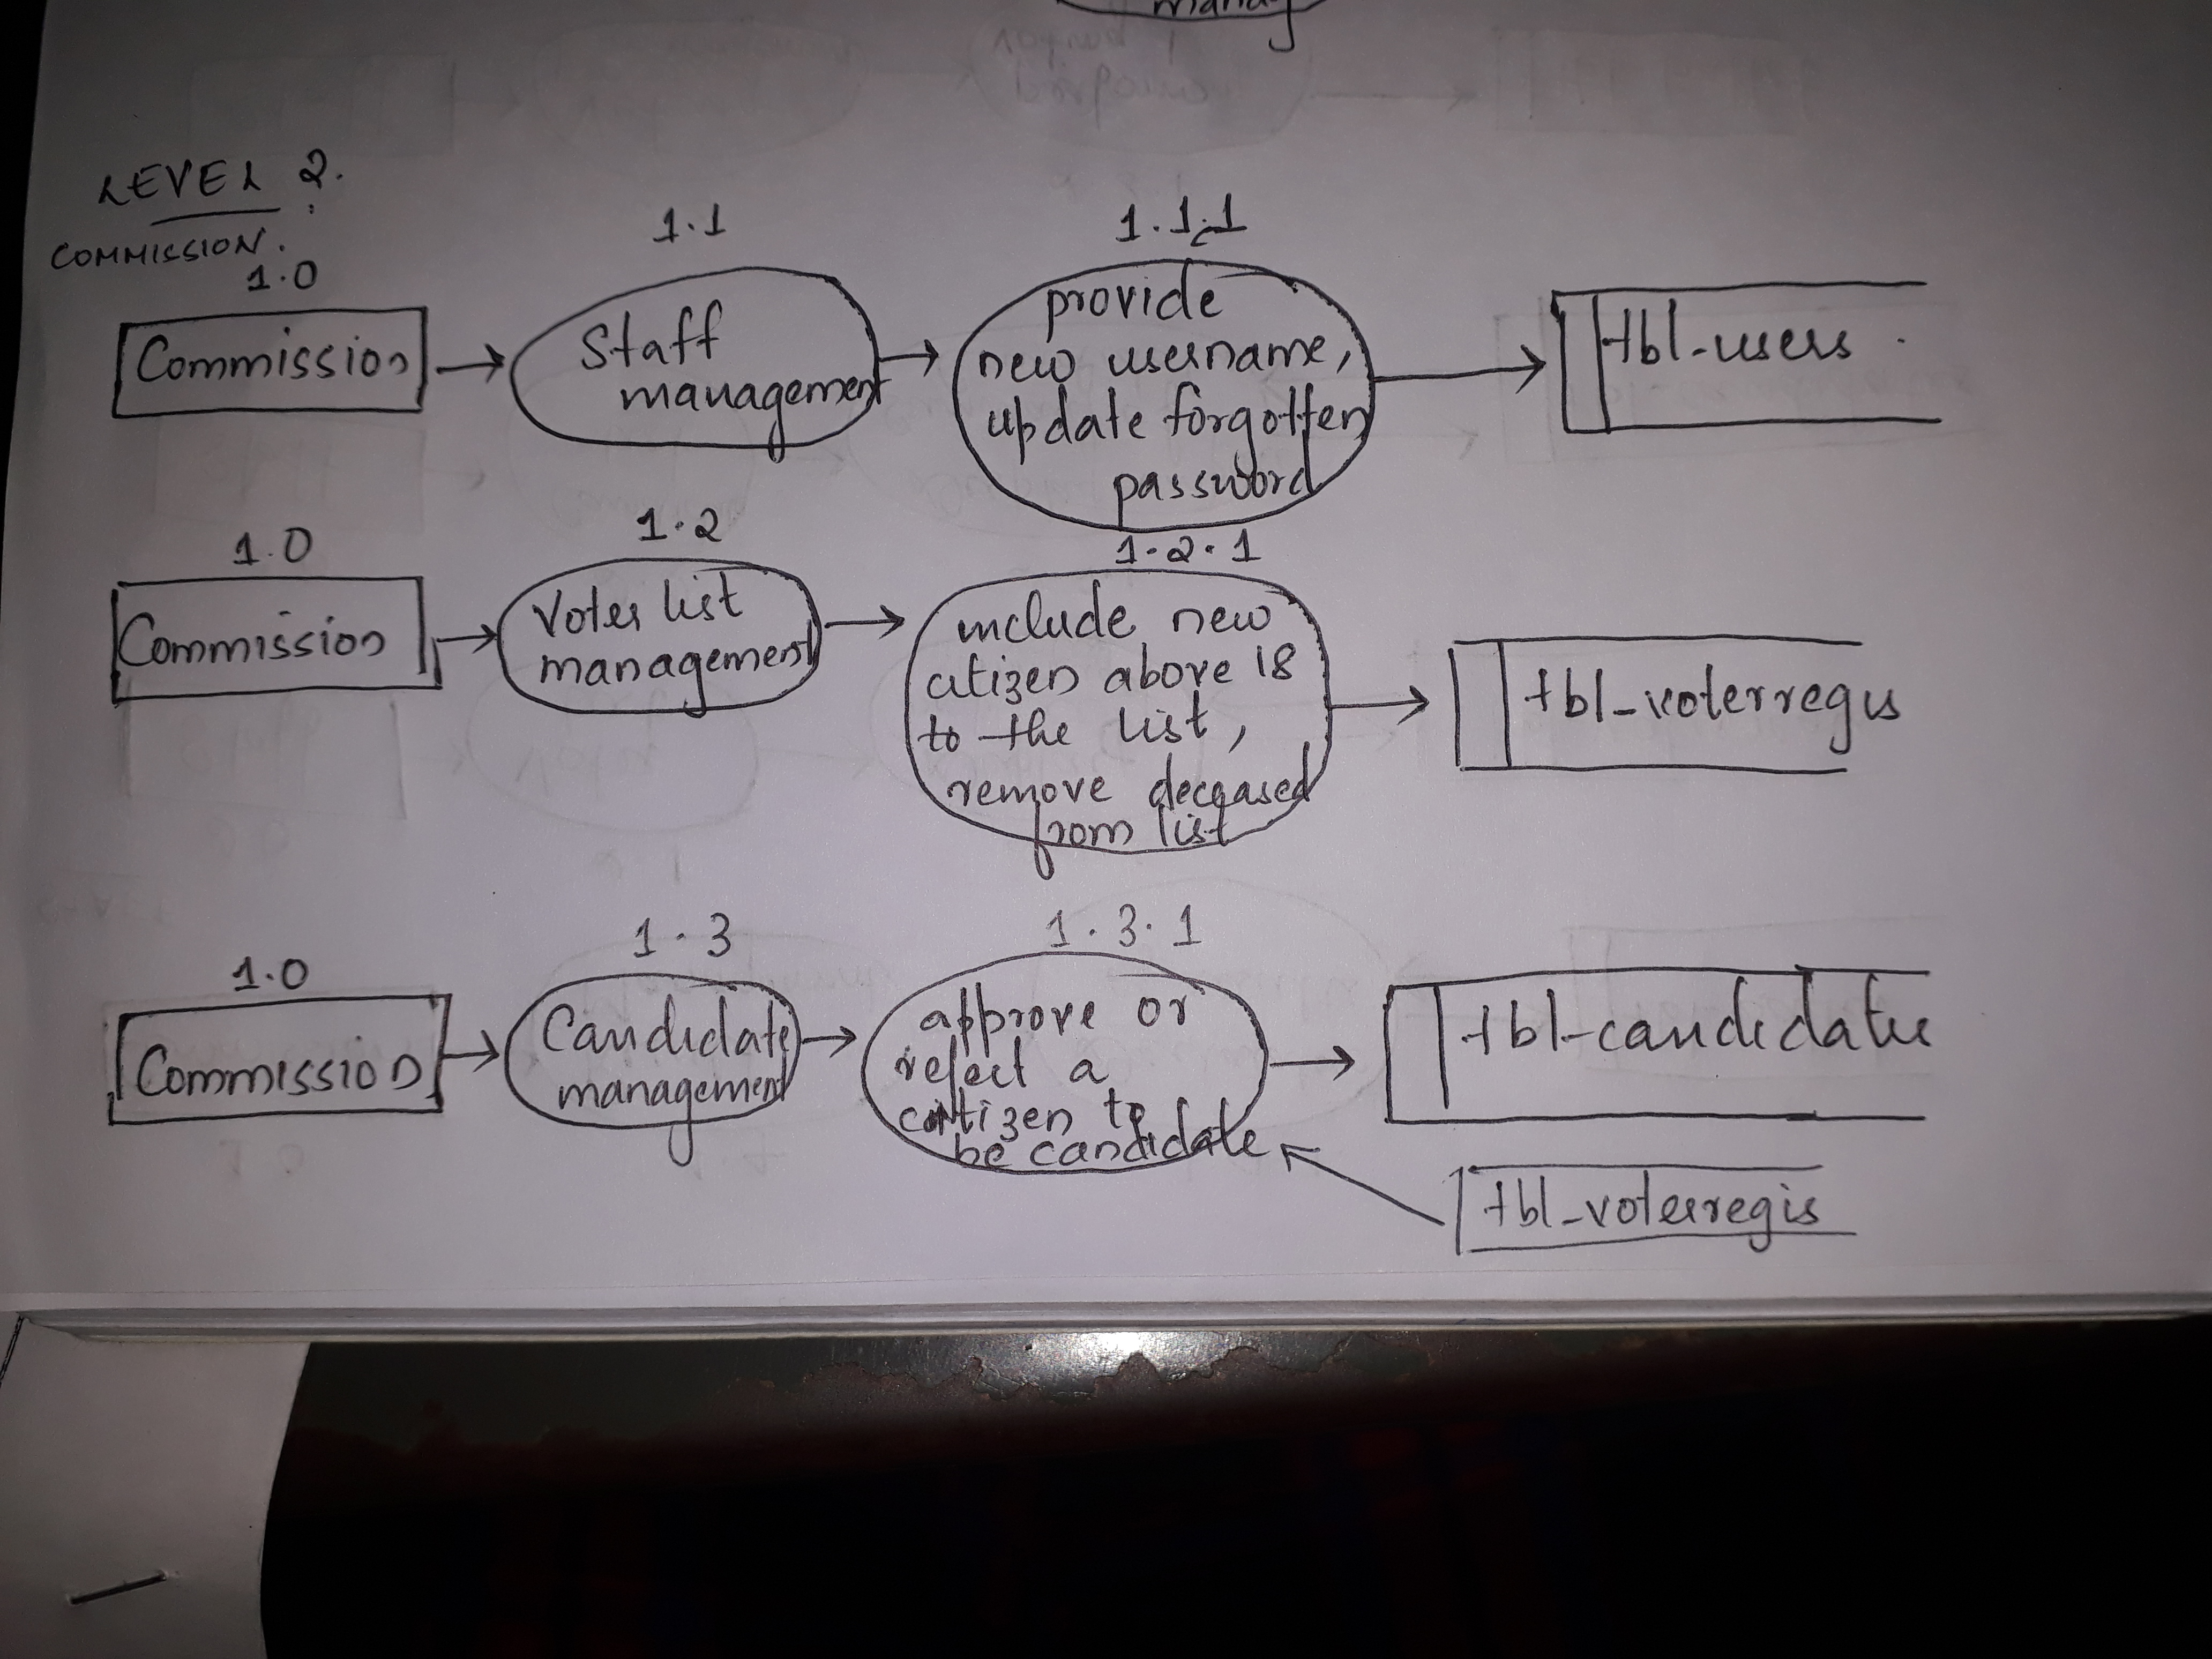 manag
LEVEL 2.
COMMISSION.
1.0
1.1
1.1.1
Commission
Staff
management
provide
new username,
update forgotten
password
tbl-users
1.0
1.2
1.2.1
Commission
Voter list
management
include new
citizen above 18
to the list,
remove deceased
from list
tbl_voterregis
1.0
1.3
1.3.1
Commission
Candidate
management
approve or
reject a
citizen to
be candidate
tbl-candidates
tbl_voterregis